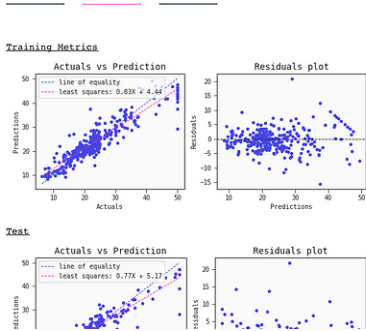 Training Metrics
Actuals vs Prediction
Residuals plot
line of equality
least squares: 0.83X + 4.44
50
40
30
20
10
Predictions
10 20 30 40 50
Actuals
20
15
10
5
0
-5
-10
-15
Residuals
10 20 30 40 50
Predictions
Test
Actuals vs Prediction
Residuals plot
line of equality
least squares: 0.77X + 5.17
50
40
30
20
15
10
5